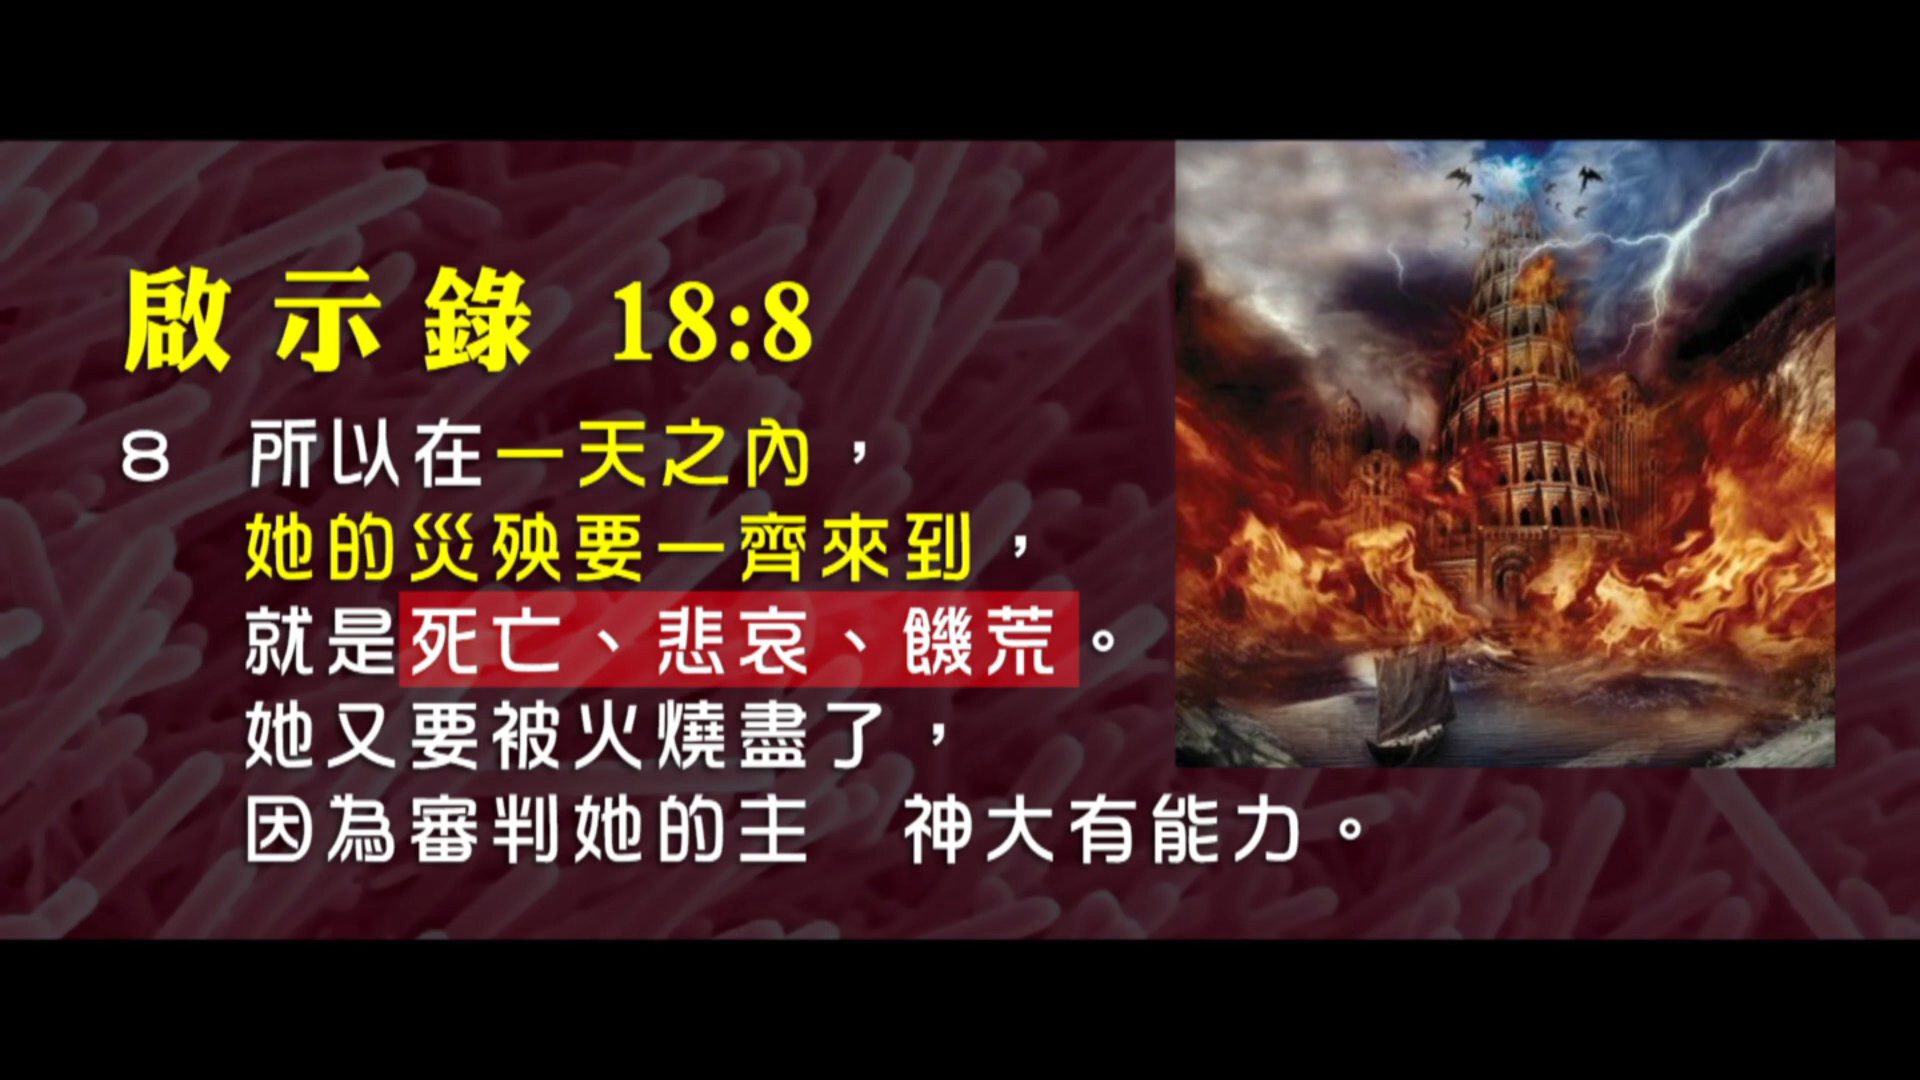 啟示錄 18:8
8 所以在一天之內，
她的災殃要一齊來到，
就是死亡、悲哀、饑荒。
她又要被火燒盡了，
因為審判她的主　神大有能力。